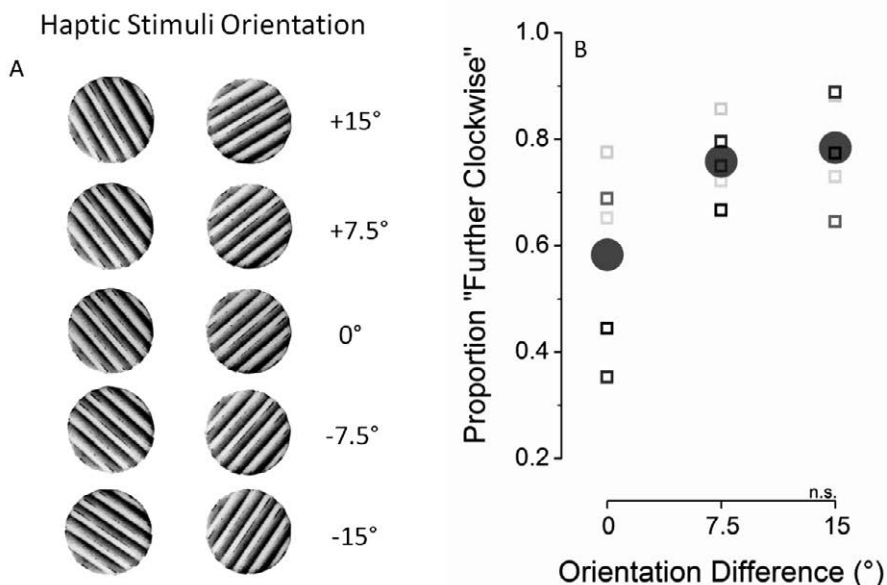 Haptic Stimuli Orientation
A
+15°
+7.5°
0°
-7.5°
-15°
B
Proportion "Further Clockwise"
1.0
0.8
0.6
0.4
0.2
n.s.
0 7.5 15
Orientation Difference (°)